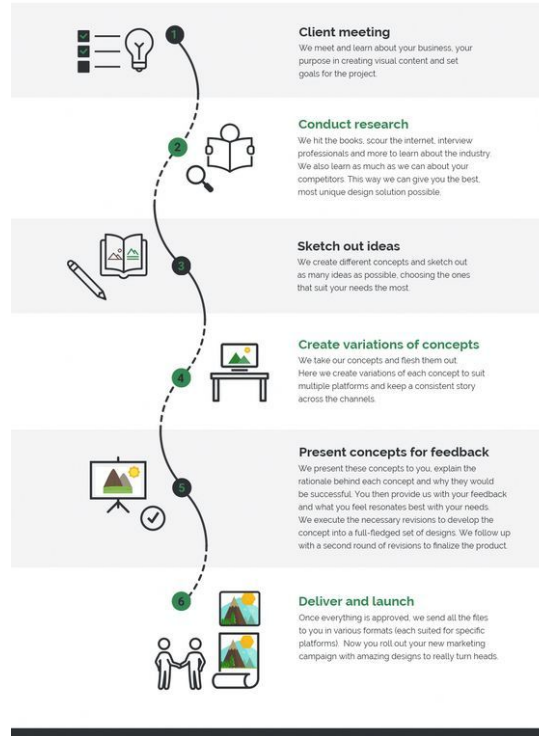 1
Client meeting
We meet and learn about your business, your
purpose in creating visual content and set
goals for the project.
2
Conduct research
We hit the books, scour the internet, interview
professionals and more to learn about the industry.
We also learn as much as we can about your
competitors. This way we can give you the best,
most unique design solution possible.
3
Sketch out ideas
We create different concepts and sketch out
as many ideas as possible, choosing the ones
that suit your needs the most.
4
Create variations of concepts
We take our concepts and flesh them out.
Here we create variations of each concept to suit
multiple platforms and keep a consistent story
across the channels.
5
Present concepts for feedback
We present these concepts to you, explain the
rationale behind each concept and why they would
be successful. You then provide us with your feedback
and what you feel resonates best with your needs.
We execute the necessary revisions to develop the
concept into a full-fledged set of designs. We follow up
with a second round of revisions to finalize the product.
6
Deliver and launch
Once everything is approved, we send all the files
to you in various formats (each suited for specific
platforms). Now you roll out your new marketing
campaign with amazing designs to really turn heads.